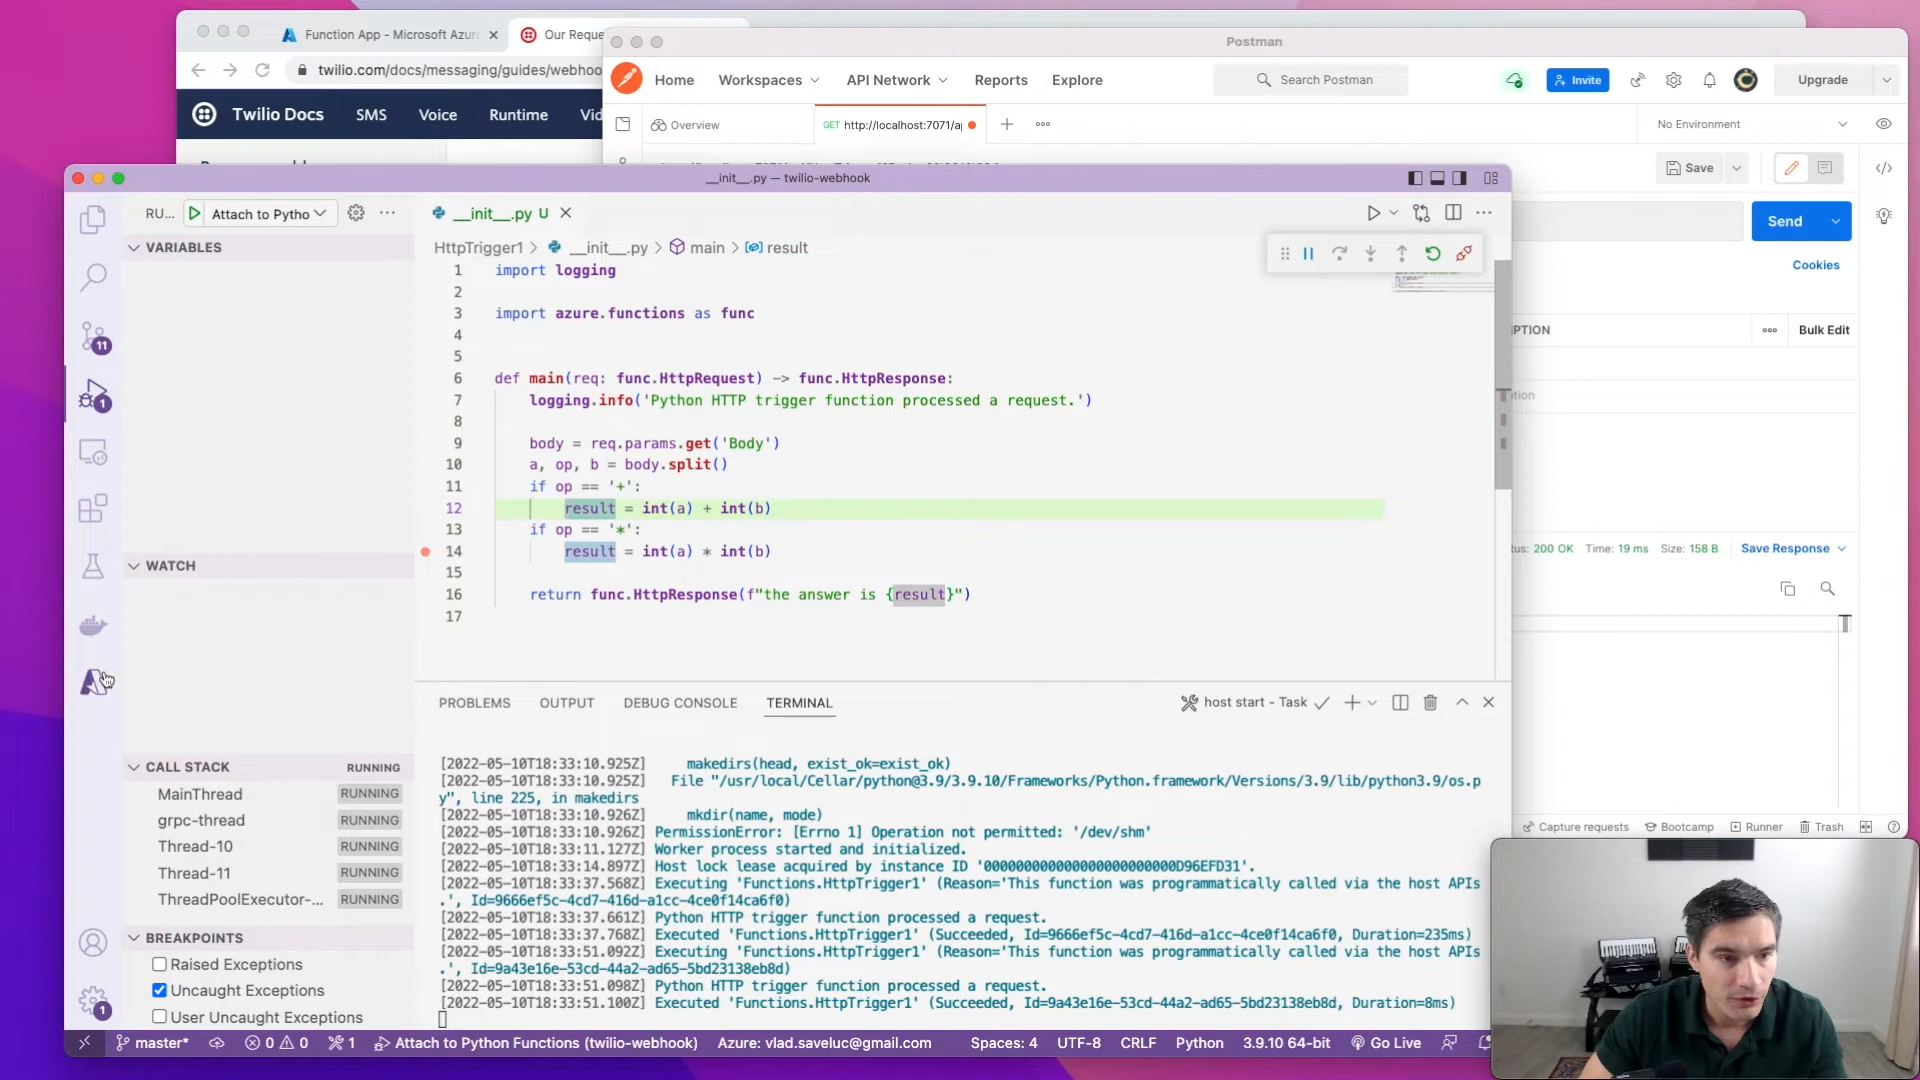 Function App - Microsoft Azure
Our Reque
twilio.com/docs/messaging/guides/webhoo
Twilio Docs SMS Voice Runtime Vid
Postman
Home Workspaces API Network Reports Explore
Search Postman
Invite
Upgrade
Overview
GET http://localhost:7071/a
No Environment
Save
Send
Cookies
IPTION
Bulk Edit
tion
tus: 200 OK Time: 19 ms Size: 158 B Save Response
Capture requests Bootcamp Runner Trash
__init__.py — twilio-webhook
RU... Attach to Pytho
__init__.py U
HttpTrigger1 > __init__.py > main > result
VARIABLES
11
1
WATCH
CALL STACK RUNNING
MainThread RUNNING
grpc-thread RUNNING
Thread-10 RUNNING
Thread-11 RUNNING
ThreadPoolExecutor-... RUNNING
BREAKPOINTS
Raised Exceptions
Uncaught Exceptions
User Uncaught Exceptions
1
1 import logging
2
3 import azure.functions as func
4
5
6 def main(req: func.HttpRequest) -> func.HttpResponse:
7 logging.info('Python HTTP trigger function processed a request.')
8
9 body = req.params.get('Body')
10 a, op, b = body.split()
11 if op == '+':
12 result = int(a) + int(b)
13 if op == '*':
14 result = int(a) * int(b)
15
16 return func.HttpResponse(f"the answer is {result}")
17
PROBLEMS OUTPUT DEBUG CONSOLE TERMINAL
host start - Task
[2022-05-10T18:33:10.925Z] makedirs(head, exist_ok=exist_ok)
[2022-05-10T18:33:10.925Z] File "/usr/local/Cellar/python@3.9/3.9.10/Frameworks/Python.framework/Versions/3.9/lib/python3.9/os.p
y", line 225, in makedirs
[2022-05-10T18:33:10.926Z] mkdir(name, mode)
[2022-05-10T18:33:10.926Z] PermissionError: [Errno 1] Operation not permitted: '/dev/shm'
[2022-05-10T18:33:11.127Z] Worker process started and initialized.
[2022-05-10T18:33:14.897Z] Host lock lease acquired by instance ID '000000000000000000000000D96EFD31'.
[2022-05-10T18:33:37.568Z] Executing 'Functions.HttpTrigger1' (Reason='This function was programmatically called via the host APIs
.', Id=9666ef5c-4cd7-416d-a1cc-4ce0f14ca6f0)
[2022-05-10T18:33:37.661Z] Python HTTP trigger function processed a request.
[2022-05-10T18:33:37.768Z] Executed 'Functions.HttpTrigger1' (Succeeded, Id=9666ef5c-4cd7-416d-a1cc-4ce0f14ca6f0, Duration=235ms)
[2022-05-10T18:33:51.092Z] Executing 'Functions.HttpTrigger1' (Reason='This function was programmatically called via the host APIs
.', Id=9a43e16e-53cd-44a2-ad65-5bd23138eb8d)
[2022-05-10T18:33:51.098Z] Python HTTP trigger function processed a request.
[2022-05-10T18:33:51.100Z] Executed 'Functions.HttpTrigger1' (Succeeded, Id=9a43e16e-53cd-44a2-ad65-5bd23138eb8d, Duration=8ms)
master* 0 0 1 Attach to Python Functions (twilio-webhook) Azure: vlad.saveluc@gmail.com Spaces: 4 UTF-8 CRLF Python 3.9.10 64-bit Go Live